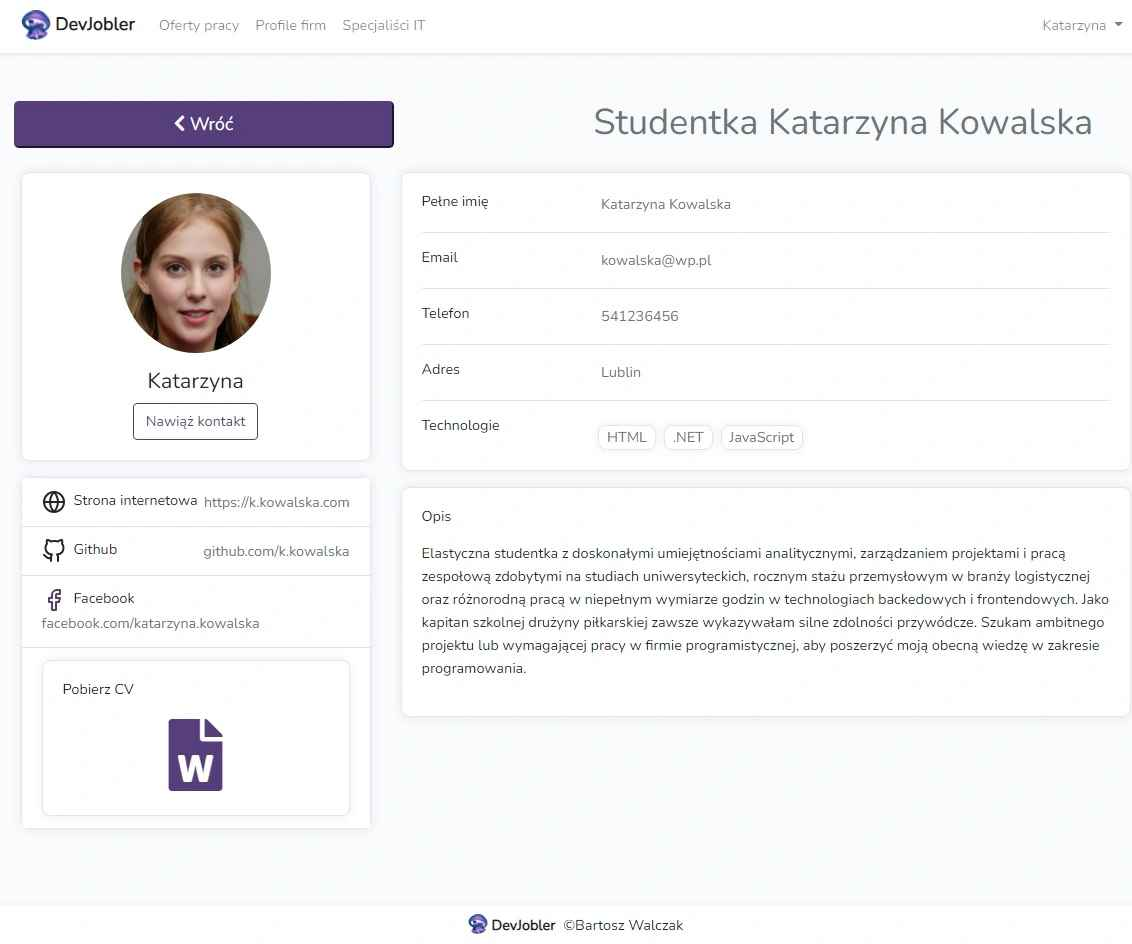 DevJobler Oferty pracy Profile firm Specjaliści IT Katarzyna
Wróć
Studentka Katarzyna Kowalska
Katarzyna
Nawiąż kontakt
Strona internetowa https://k.kowalska.com
Github github.com/k.kowalska
Facebook
facebook.com/katarzyna.kowalska
Pobierz CV
W
Pełne imię Katarzyna Kowalska
Email kowalska@wp.pl
Telefon 541236456
Adres Lublin
Technologie HTML .NET JavaScript
Opis
Elastyczna studentka z doskonałymi umiejętnościami analitycznymi, zarządzaniem projektami i pracą
zespołową zdobytymi na studiach uniwersyteckich, rocznym stażu przemysłowym w branży logistycznej
oraz różnorodną pracą w niepełnym wymiarze godzin w technologiach backedowych i frontendowych. Jako
kapitan szkolnej drużyny piłkarskiej zawsze wykazywałam silne zdolności przywódcze. Szukam ambitnego
projektu lub wymagającej pracy w firmie programistycznej, aby poszerzyć moją obecną wiedzę w zakresie
programowania.
DevJobler ©Bartosz Walczak